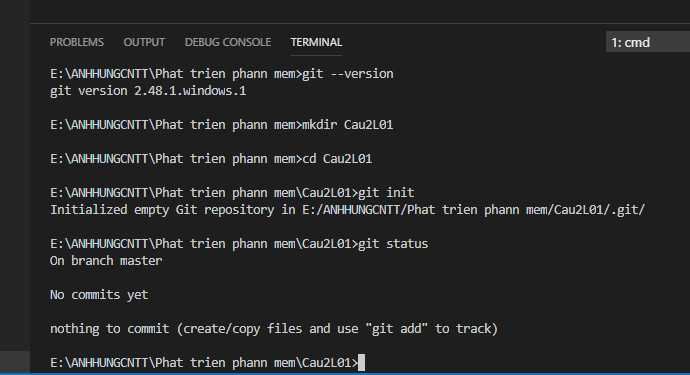 PROBLEMS OUTPUT DEBUG CONSOLE TERMINAL 1: cmd
E:\ANHHUNGCNTT\Phat trien phann mem>git --version
git version 2.48.1.windows.1
E:\ANHHUNGCNTT\Phat trien phann mem>mkdir Cau2L01
E:\ANHHUNGCNTT\Phat trien phann mem>cd Cau2L01
E:\ANHHUNGCNTT\Phat trien phann mem\Cau2L01>git init
Initialized empty Git repository in E:/ANHHUNGCNTT/Phat trien phann mem/Cau2L01/.git/
E:\ANHHUNGCNTT\Phat trien phann mem\Cau2L01>git status
On branch master
No commits yet
nothing to commit (create/copy files and use "git add" to track)
E:\ANHHUNGCNTT\Phat trien phann mem\Cau2L01>